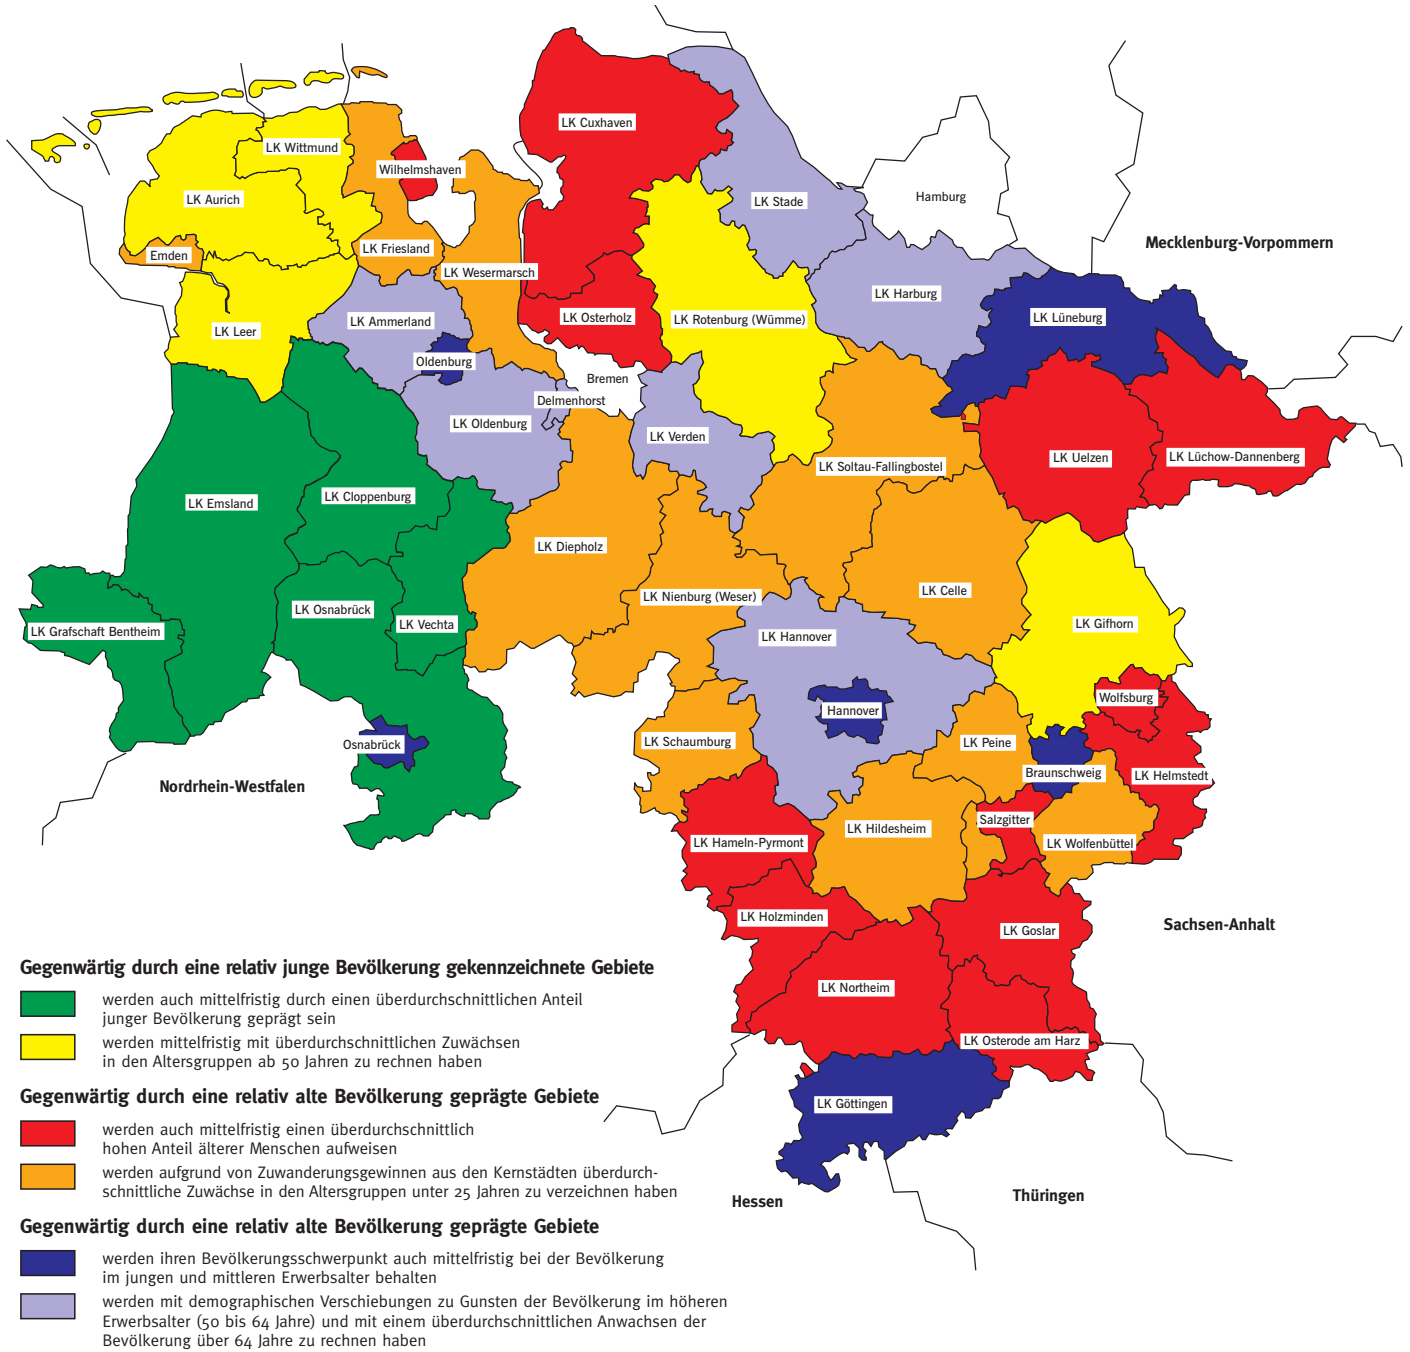 LK Cuxhaven
LK Wittmund
Wilhelmshaven
LK Aurich
LK Stade
Hamburg
Emden
LK Friesland
Mecklenburg-Vorpommern
LK Wesermarsch
LK Harburg
LK Osterholz
LK Rotenburg (Wümme)
LK Lüneburg
LK Ammerland
LK Leer
Oldenburg
Bremen
Delmenhorst
LK Oldenburg
LK Verden
LK Soltau-Fallingbostel
LK Uelzen
LK Lüchow-Dannenberg
LK Emsland
LK Cloppenburg
LK Diepholz
LK Celle
LK Nienburg (Weser)
LK Osnabrück
LK Vechta
LK Grafschaft Bentheim
LK Hannover
LK Gifhorn
Wolfsburg
Hannover
Osnabrück
LK Schaumburg
LK Peine
Braunschweig
LK Helmstedt
Nordrhein-Westfalen
Salzgitter
LK Hildesheim
LK Hameln-Pyrmont
LK Wolfenbüttel
LK Holzminden
LK Goslar
Sachsen-Anhalt
LK Northeim
LK Osterode am Harz
LK Göttingen
Hessen
Thüringen
Gegenwärtig durch eine relativ junge Bevölkerung gekennzeichnete Gebiete
werden auch mittelfristig durch einen überdurchschnittlichen Anteil
junger Bevölkerung geprägt sein
werden mittelfristig mit überdurchschnittlichen Zuwächsen
in den Altersgruppen ab 50 Jahren zu rechnen haben
Gegenwärtig durch eine relativ alte Bevölkerung geprägte Gebiete
werden auch mittelfristig einen überdurchschnittlich
hohen Anteil älterer Menschen aufweisen
werden aufgrund von Zuwanderungsgewinnen aus den Kernstädten überdurch-
schnittliche Zuwächse in den Altersgruppen unter 25 Jahren zu verzeichnen haben
Gegenwärtig durch eine relativ alte Bevölkerung geprägte Gebiete
werden ihren Bevölkerungsschwerpunkt auch mittelfristig bei der Bevölkerung
im jungen und mittleren Erwerbsalter behalten
werden mit demographischen Verschiebungen zu Gunsten der Bevölkerung im höheren
Erwerbsalter (50 bis 64 Jahre) und mit einem überdurchschnittlichen Anwachsen der
Bevölkerung über 64 Jahre zu rechnen haben